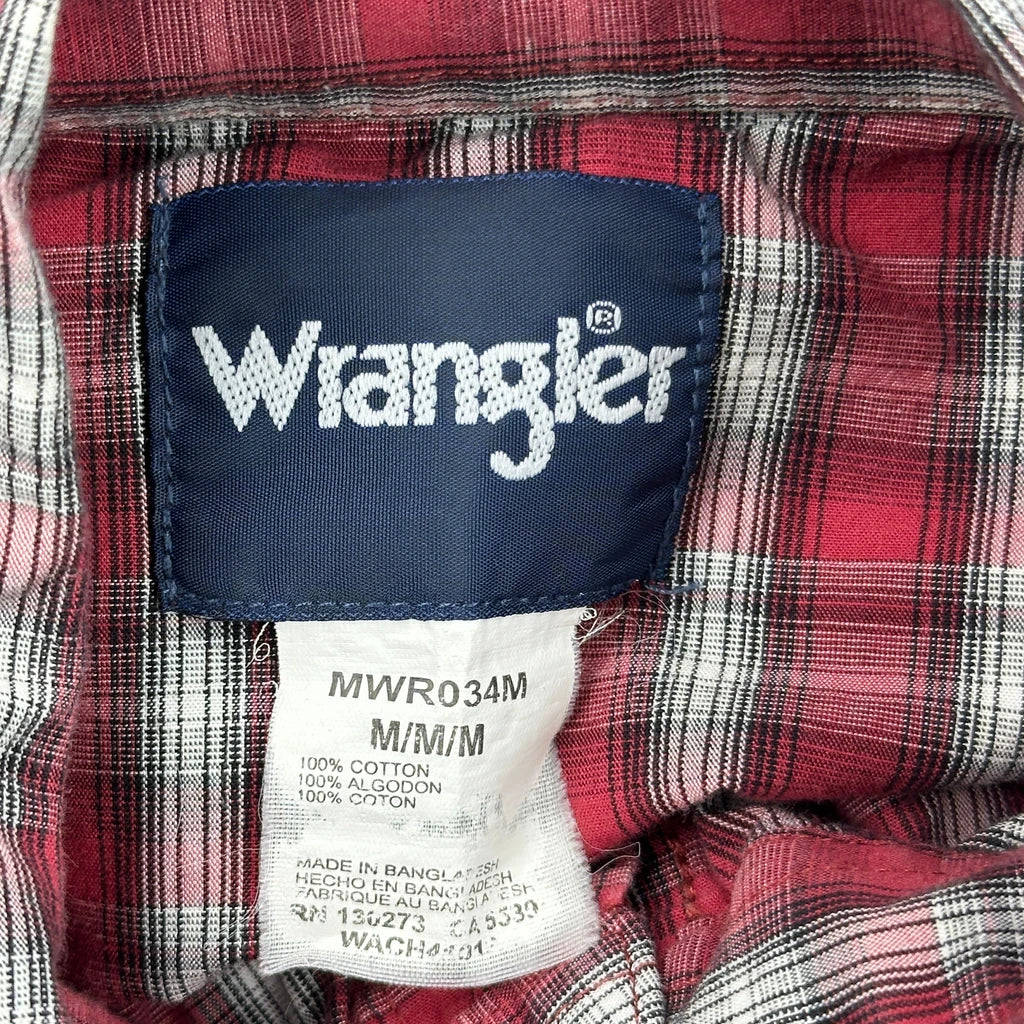 Wrangler®
MWR034M
M/M/M
100% COTTON
100% ALGODON
100% COTON
MADE IN BANGLADESH
HECHO EN BANGLADESH
FABRIQUE AU BANGLADESH
RN 130273 CA 5339